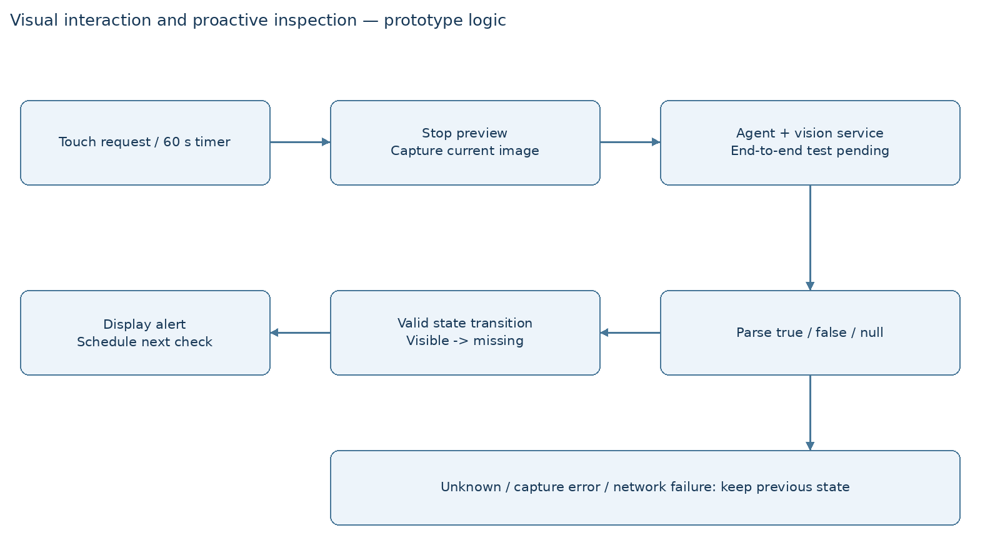 Visual interaction and proactive inspection — prototype logic
Touch request / 60 s timer
Stop preview
Capture current image
Agent + vision service
End-to-end test pending
Display alert
Schedule next check
Valid state transition
Visible -> missing
Parse true / false / null
Unknown / capture error / network failure: keep previous state